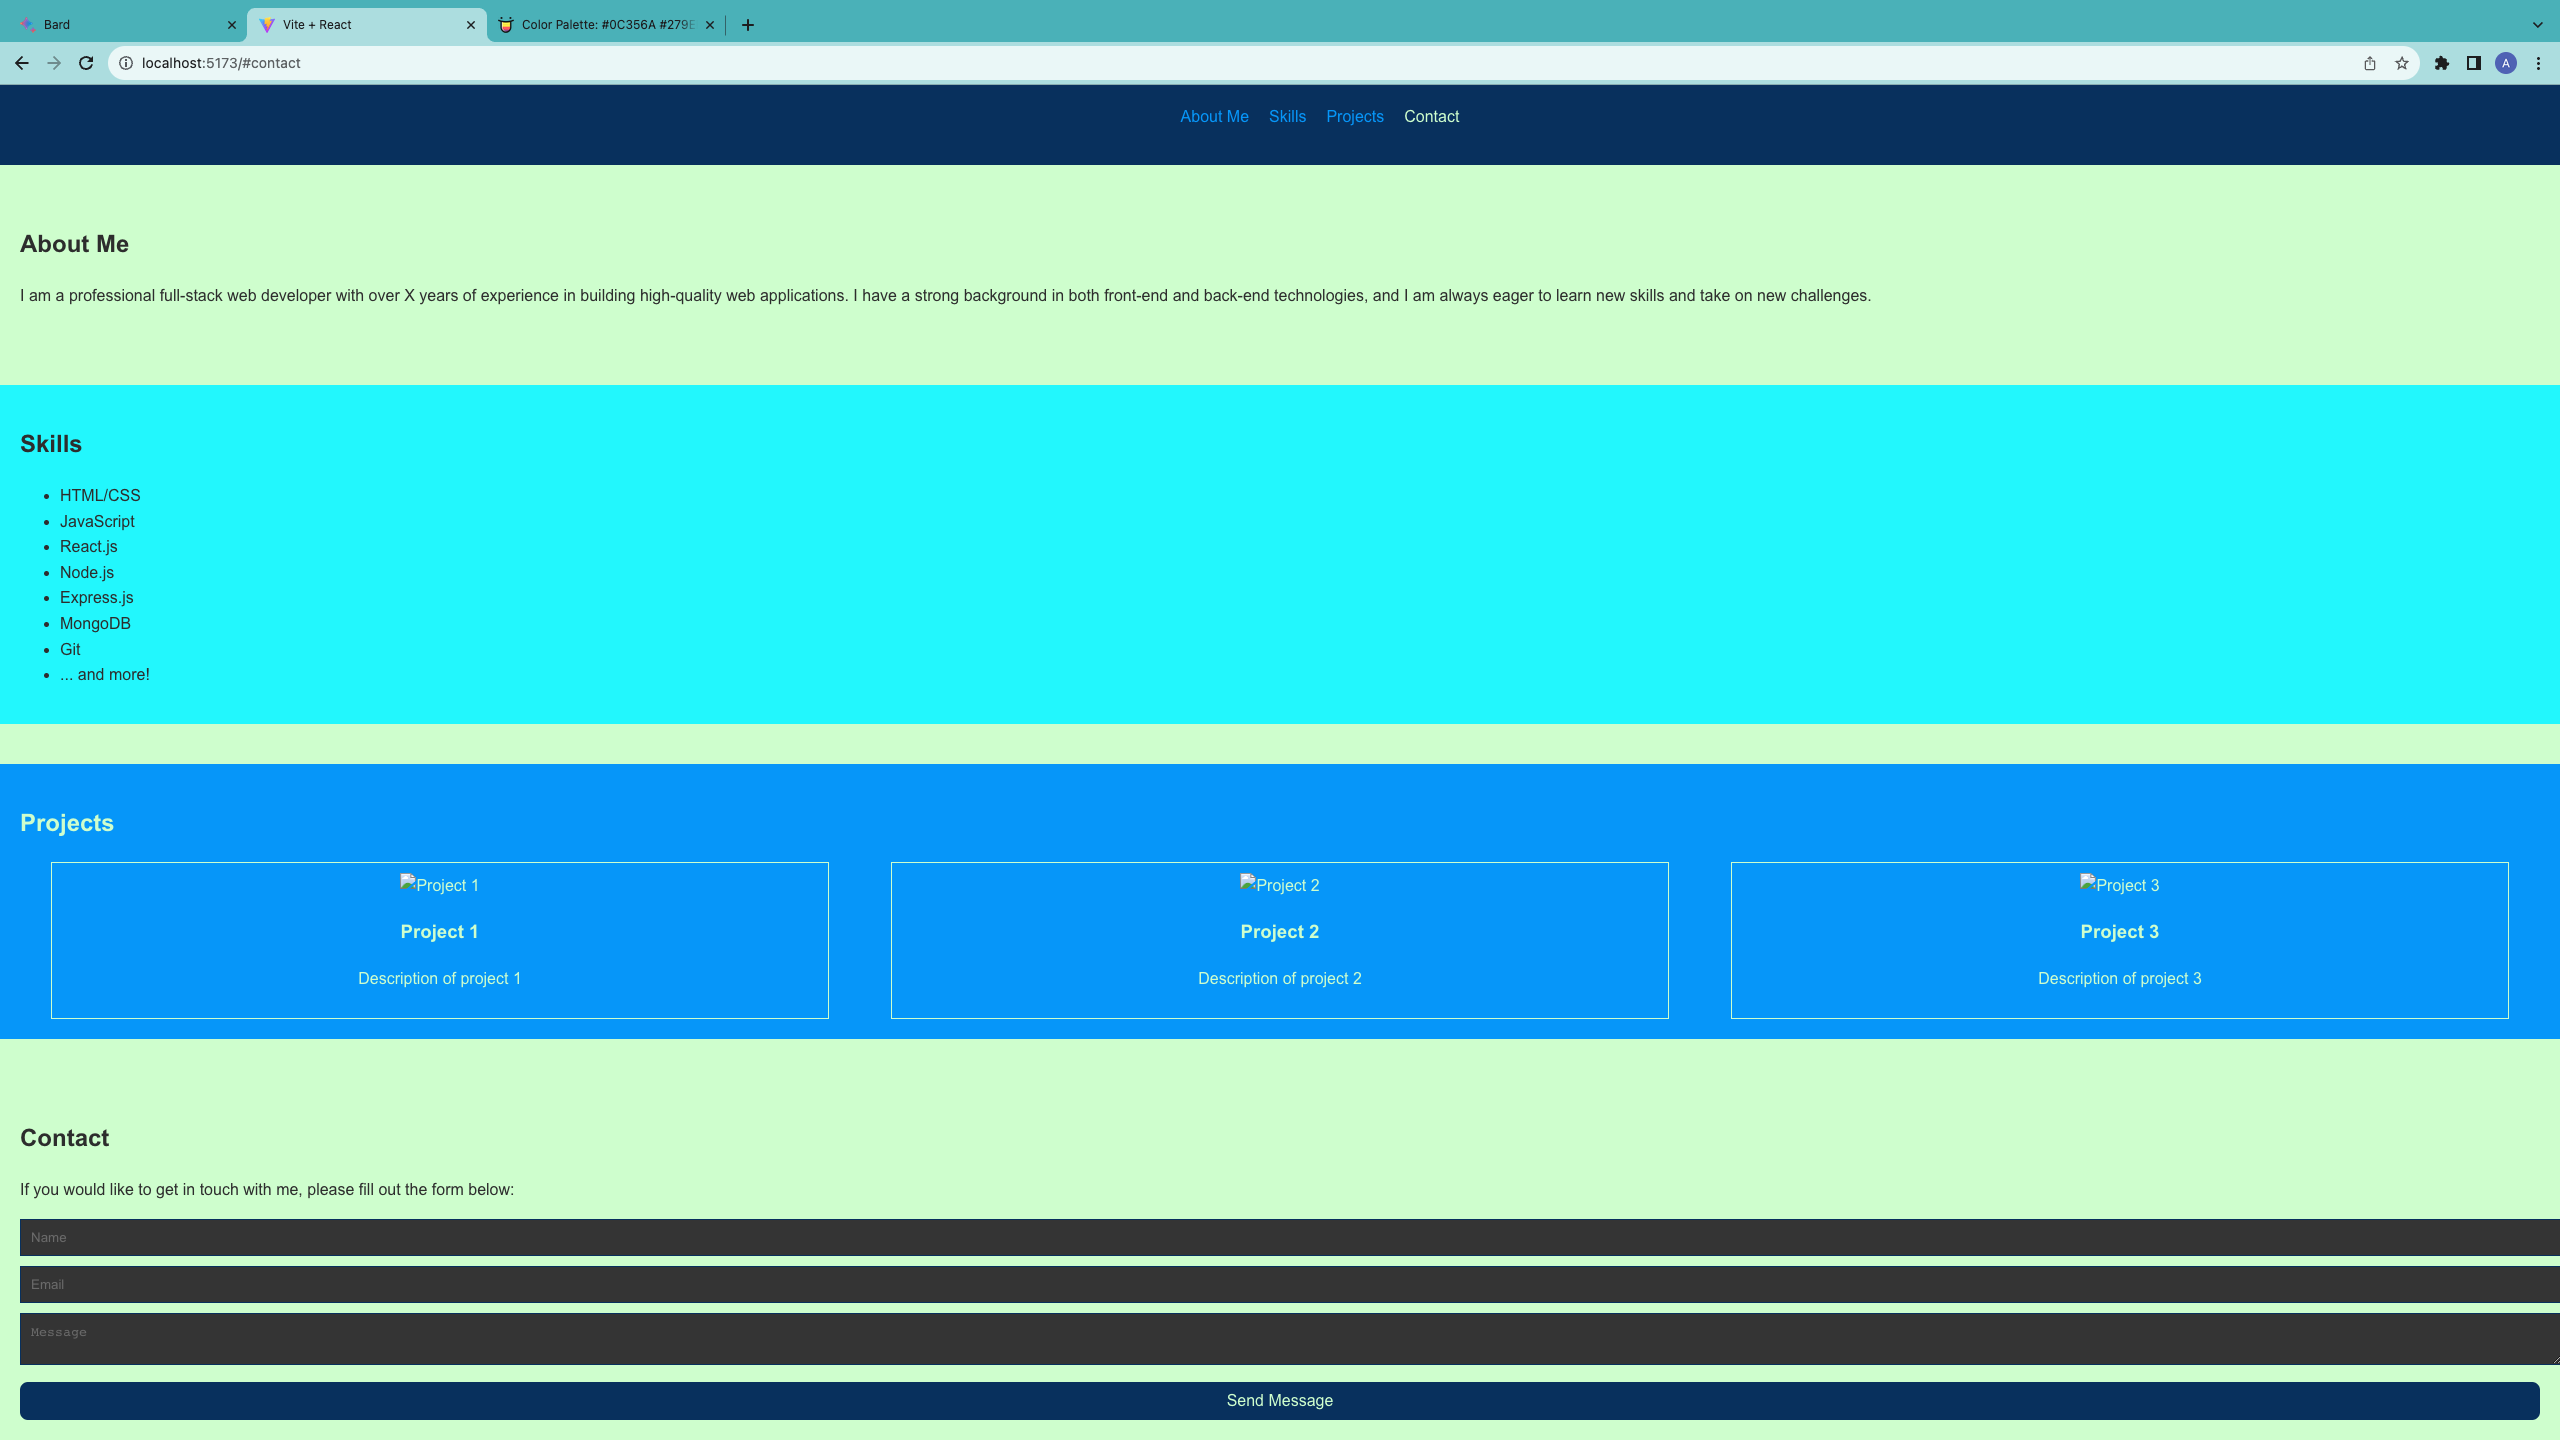 Bard
Vite + React
Color Palette: #0C356A #279
localhost:5173/#contact
A
About Me Skills Projects Contact
About Me
I am a professional full-stack web developer with over X years of experience in building high-quality web applications. I have a strong background in both front-end and back-end technologies, and I am always eager to learn new skills and take on new challenges.
Skills
• HTML/CSS
• JavaScript
• React.js
• Node.js
• Express.js
• MongoDB
• Git
• ... and more!
Projects
Project 1
Project 1
Description of project 1
Project 2
Project 2
Description of project 2
Project 3
Project 3
Description of project 3
Contact
If you would like to get in touch with me, please fill out the form below:
Name
Email
Message
Send Message